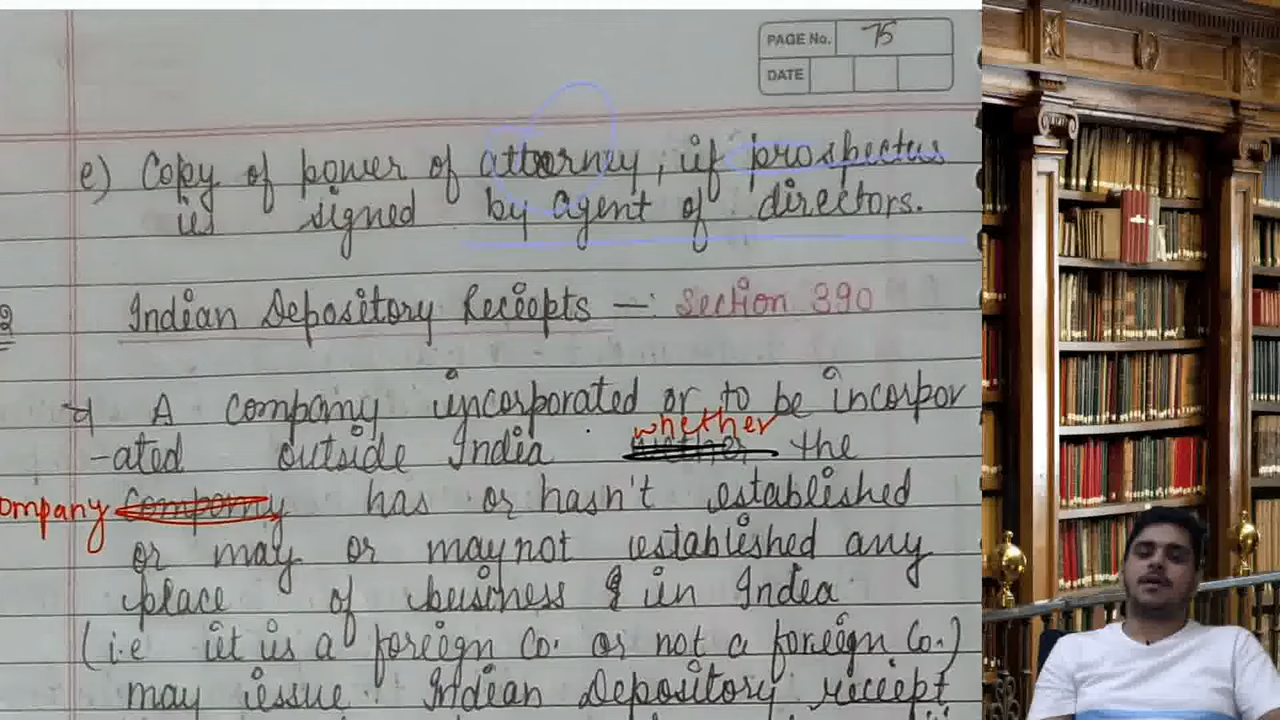 PAGE No. 75
DATE
e) Copy of power of attorney, if prospectus
is signed by agent of directors.
Indian Depository Receipts —: Section 390
A company incorporated or to be incorpor
-ated outside India whether the
company has or hasn't established
or may or may not established any
place of business in India
(i.e it is a foreign Co. or not a foreign Co.)
may issue Indian Depository reciept